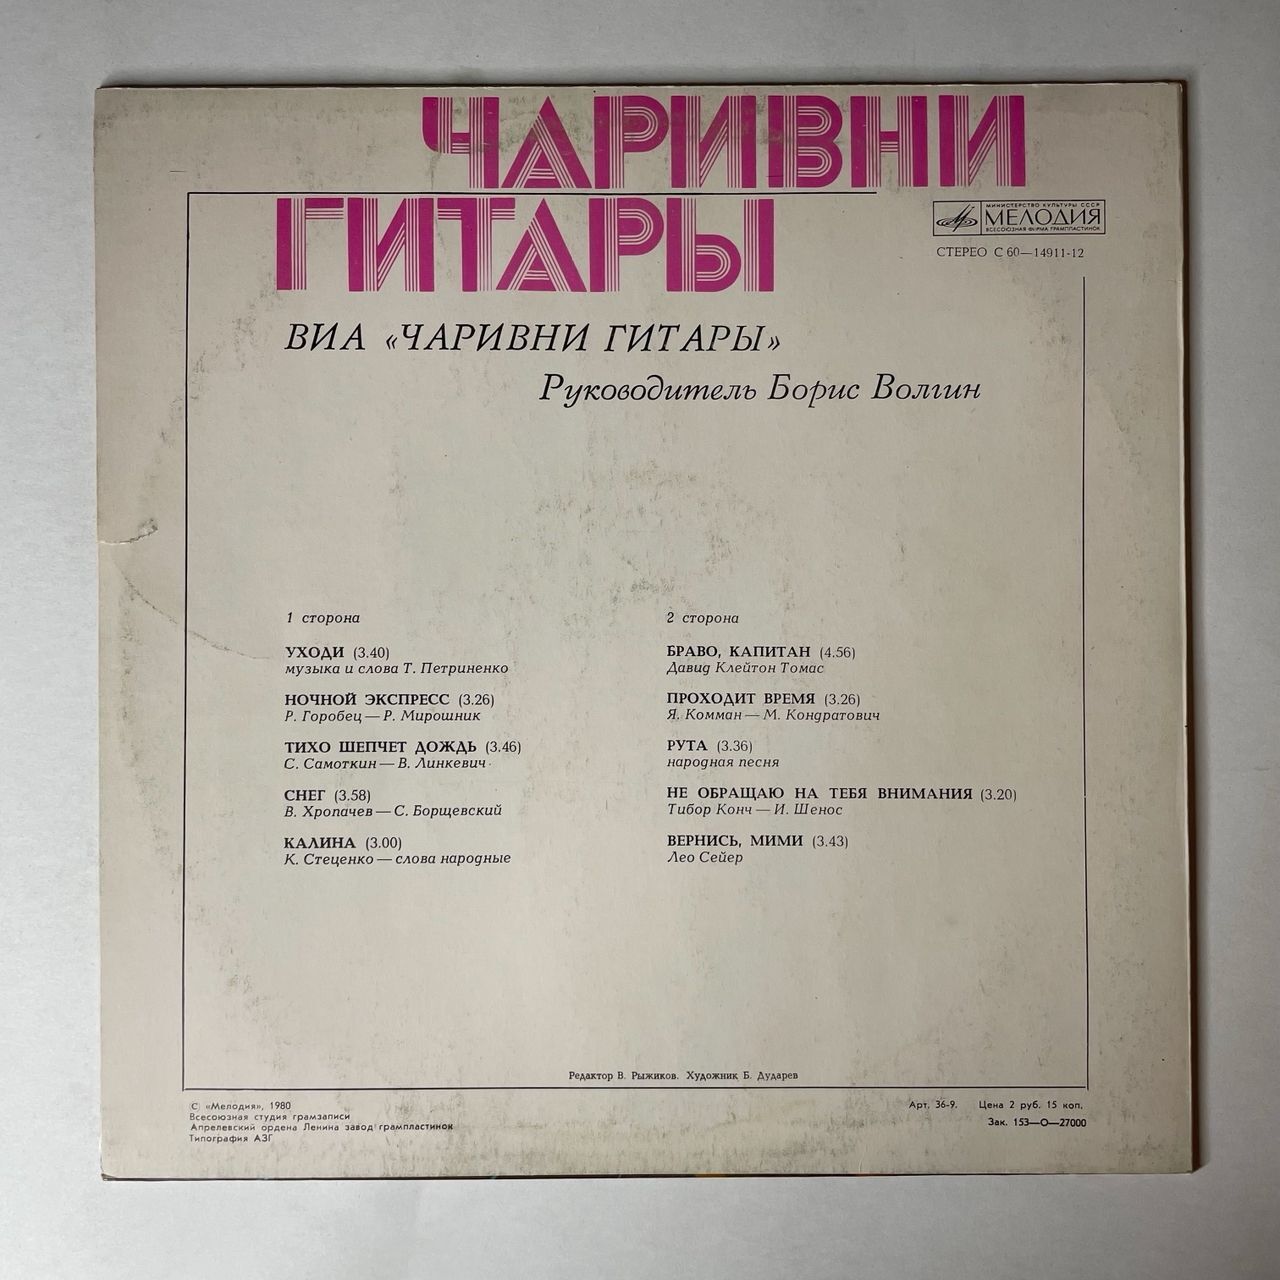 ЧАРИВНИ
ГИТАРЫ
МИНИСТЕРСТВО КУЛЬТУРЫ СССР
МЕЛОДИЯ
ВСЕСОЮЗНАЯ ФИРМА ГРАМПЛАСТИНОК
СТЕРЕО С 60—14911-12
ВИА «ЧАРИВНИ ГИТАРЫ»
Руководитель Борис Волгин
1 сторона
УХОДИ (3.40)
музыка и слова Т. Петриненко
НОЧНОЙ ЭКСПРЕСС (3.26)
Р. Горобец — Р. Мирошник
ТИХО ШЕПЧЕТ ДОЖДЬ (3.46)
С. Самоткин — В. Линкевич
СНЕГ (3.58)
В. Хропачев — С. Борщевский
КАЛИНА (3.00)
К. Стеценко — слова народные
2 сторона
БРАВО, КАПИТАН (4.56)
Давид Клейтон Томас
ПРОХОДИТ ВРЕМЯ (3.26)
Я. Комман — М. Кондратович
РУТА (3.36)
народная песня
НЕ ОБРАЩАЮ НА ТЕБЯ ВНИМАНИЯ (3.20)
Тибор Конч — И. Шенос
ВЕРНИСЬ, МИМИ (3.43)
Лео Сейер
Редактор В. Рыжиков. Художник Б. Дударев
© «Мелодия», 1980
Всесоюзная студия грамзаписи
Апрелевский ордена Ленина завод грампластинок
Типография АЗГ
Арт. 36-9. Цена 2 руб. 15 коп.
Зак. 153—О—27000